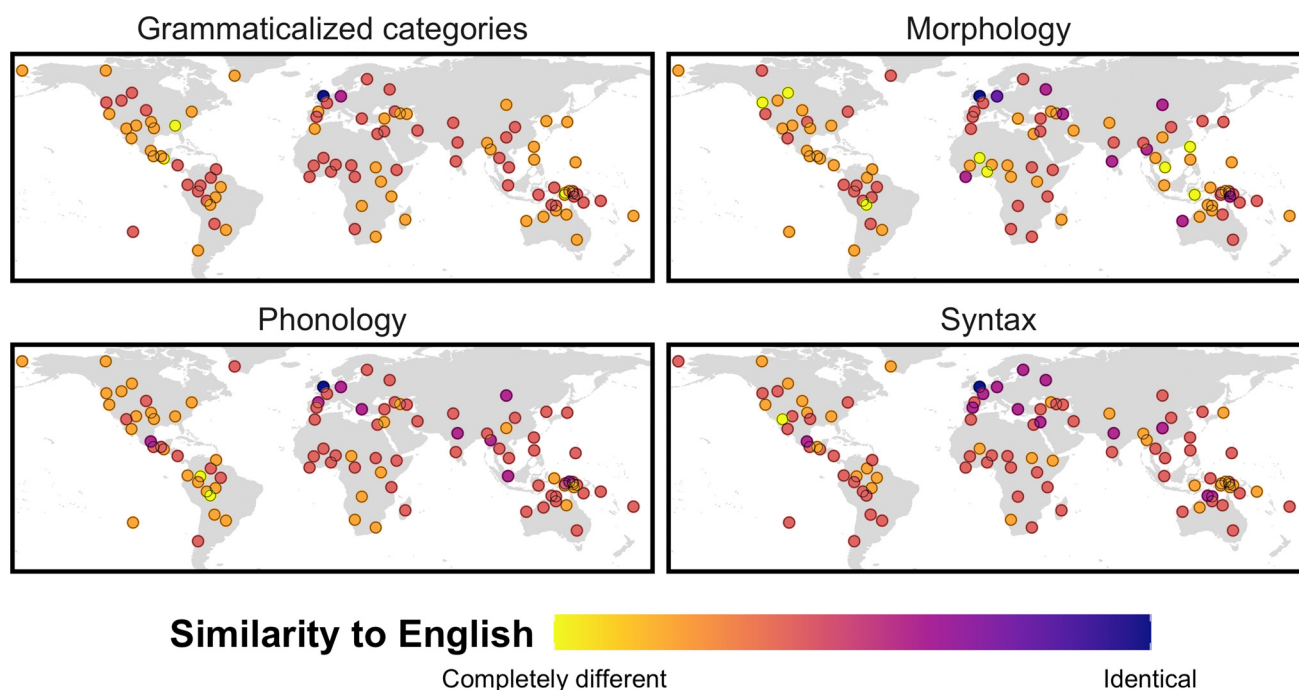 Grammaticalized categories
Morphology
Phonology
Syntax
Similarity to English
Completely different
Identical